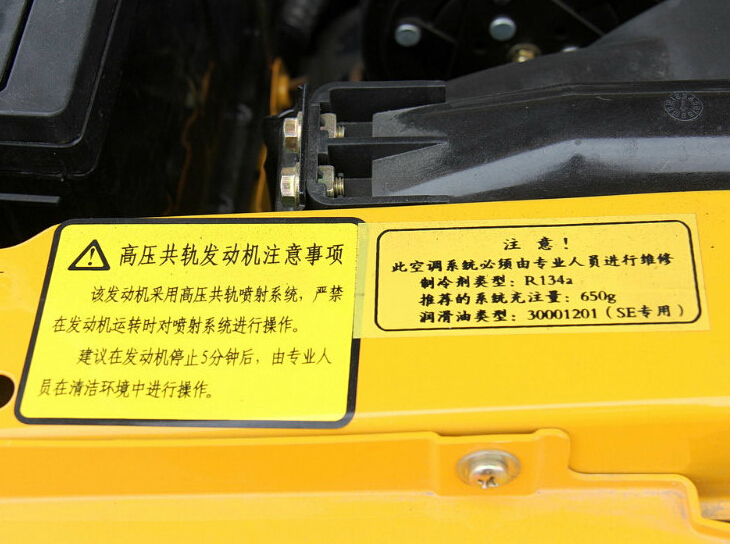 高压共轨发动机注意事项
该发动机采用高压共轨喷射系统，严禁
在发动机运转时对喷射系统进行操作。
建议在发动机停止5分钟后，由专业人
员在清洁环境中进行操作。
注意！
此空调系统必须由专业人员进行维修
制冷剂类型：R134a
推荐的系统充注量：650g
润滑油类型：30001201（SE专用）